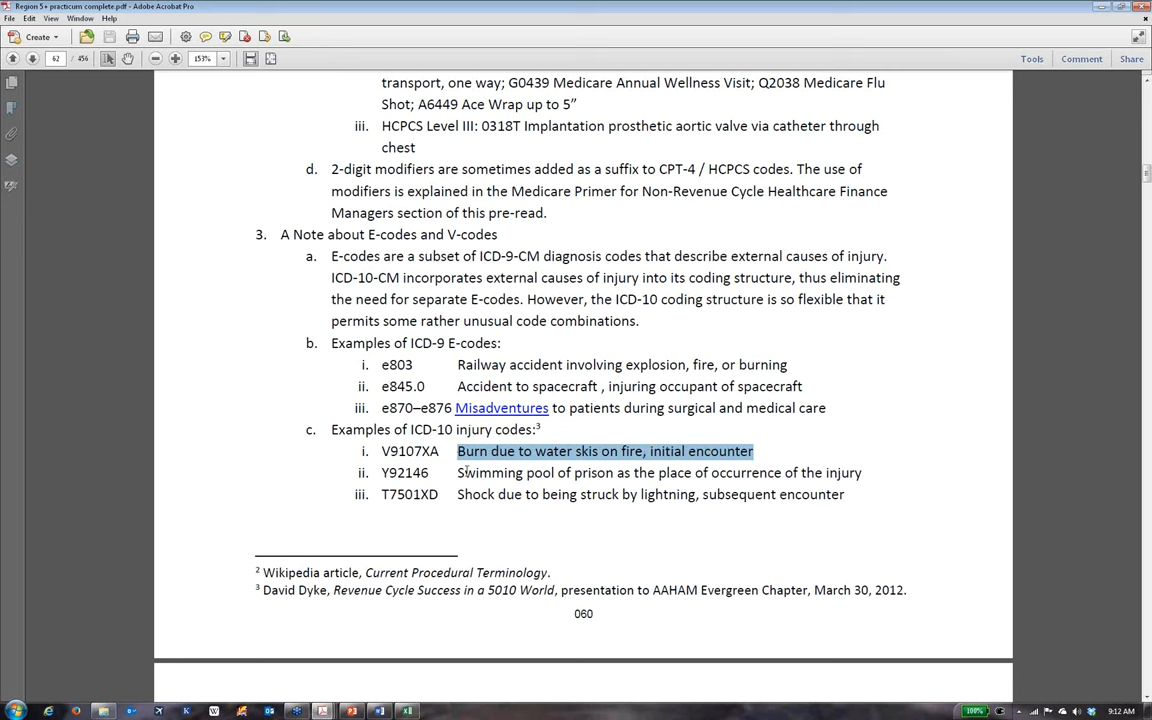 Region 5+ practicum complete.pdf - Adobe Acrobat Pro
File Edit View Window Help
Create
62 / 456 153% Tools Comment Share
transport, one way; G0439 Medicare Annual Wellness Visit; Q2038 Medicare Flu
Shot; A6449 Ace Wrap up to 5”
iii. HCPCS Level III: 0318T Implantation prosthetic aortic valve via catheter through
chest
d. 2-digit modifiers are sometimes added as a suffix to CPT-4 / HCPCS codes. The use of
modifiers is explained in the Medicare Primer for Non-Revenue Cycle Healthcare Finance
Managers section of this pre-read.
3. A Note about E-codes and V-codes
a. E-codes are a subset of ICD-9-CM diagnosis codes that describe external causes of injury.
ICD-10-CM incorporates external causes of injury into its coding structure, thus eliminating
the need for separate E-codes. However, the ICD-10 coding structure is so flexible that it
permits some rather unusual code combinations.
b. Examples of ICD-9 E-codes:
i. e803 Railway accident involving explosion, fire, or burning
ii. e845.0 Accident to spacecraft , injuring occupant of spacecraft
iii. e870–e876 Misadventures to patients during surgical and medical care
c. Examples of ICD-10 injury codes:3
i. V9107XA Burn due to water skis on fire, initial encounter
ii. Y92146 Swimming pool of prison as the place of occurrence of the injury
iii. T7501XD Shock due to being struck by lightning, subsequent encounter
2 Wikipedia article, Current Procedural Terminology.
3 David Dyke, Revenue Cycle Success in a 5010 World, presentation to AAHAM Evergreen Chapter, March 30, 2012.
060
100% 9:12 AM